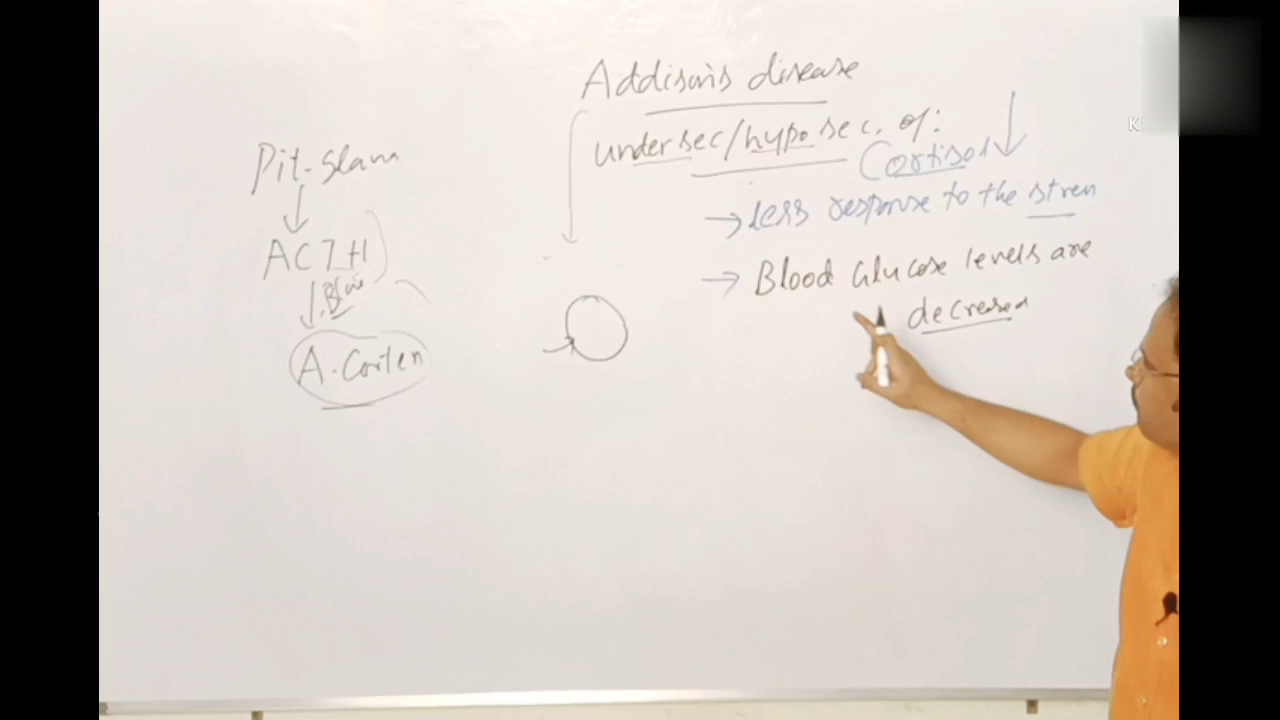 Addison's disease
undersec/hyposec. of:
Cortisol ↓
→ less response to the stress
→ Blood Glucose levels are
decreased
Pit. gland
↓
ACTH
↓
A. Cortex
K